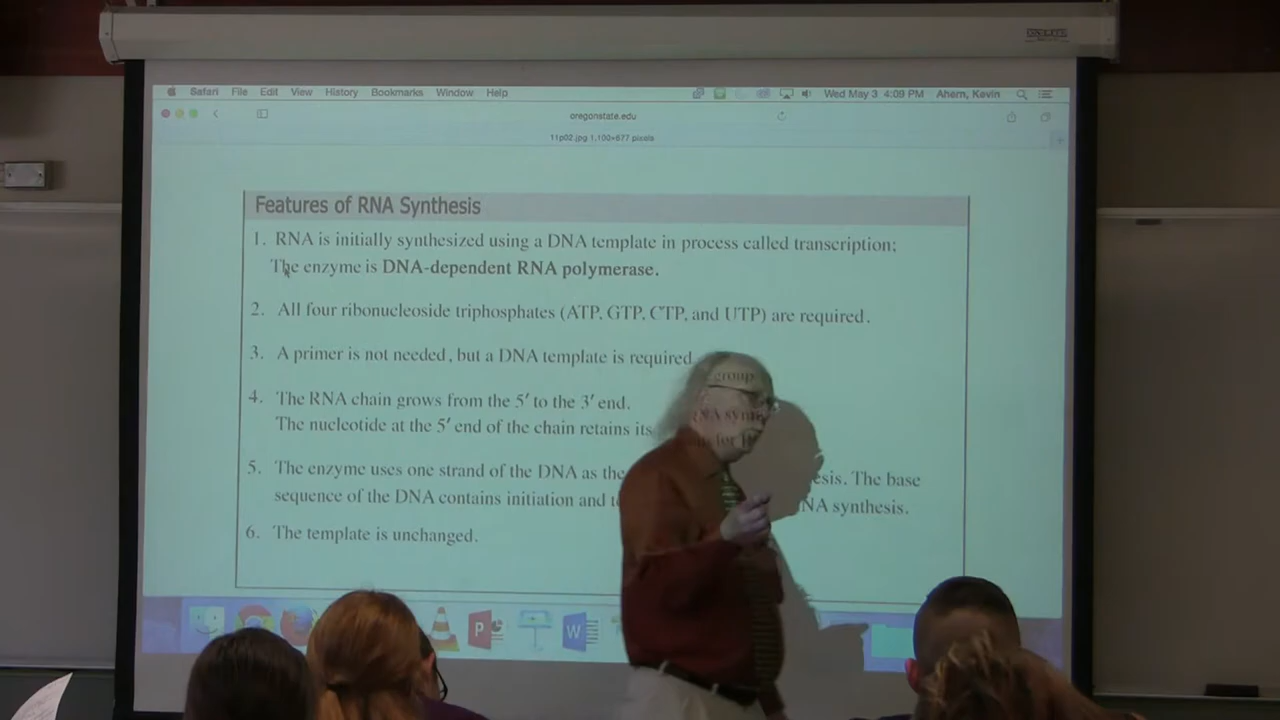 Safari File Edit View History Bookmarks Window Help Wed May 3 4:09 PM Ahern, Kevin
oregonstate.edu
11p02.jpg 1,100×677 pixels
Features of RNA Synthesis
1. RNA is initially synthesized using a DNA template in process called transcription;
The enzyme is DNA-dependent RNA polymerase.
2. All four ribonucleoside triphosphates (ATP, GTP, CTP, and UTP) are required.
3. A primer is not needed, but a DNA template is required
4. The RNA chain grows from the 5′ to the 3′ end.
The nucleotide at the 5′ end of the chain retains its group
5. The enzyme uses one strand of the DNA as the RNA esis. The base
sequence of the DNA contains initiation and for NA synthesis.
6. The template is unchanged.
P W